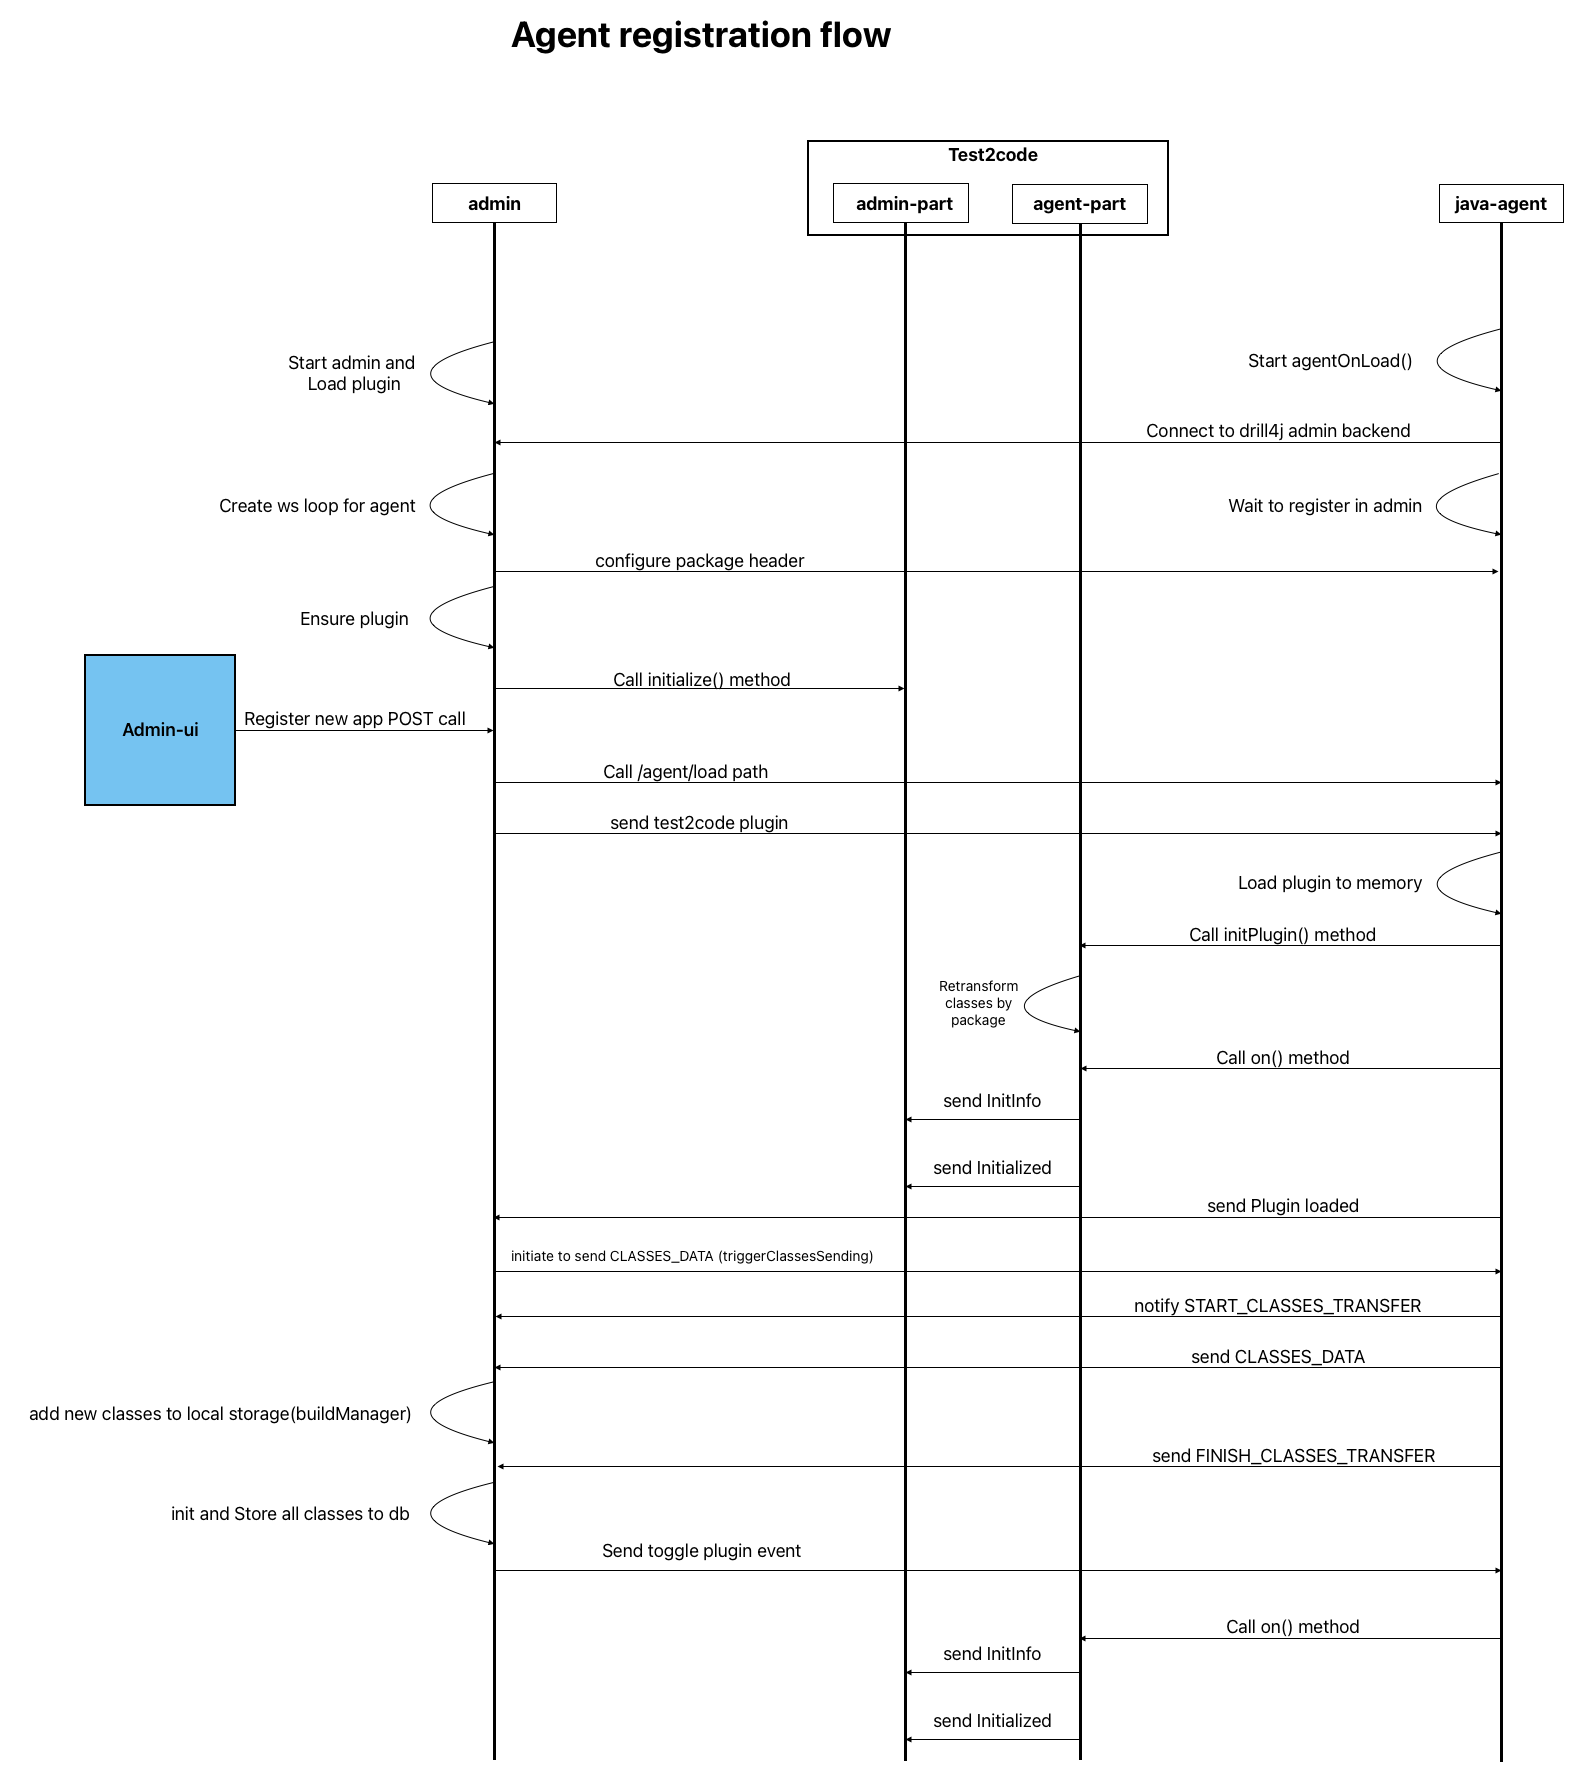 Agent registration flow
Test2code
admin
admin-part
agent-part
java-agent
Start admin and
Load plugin
Start agentOnLoad()
Connect to drill4j admin backend
Create ws loop for agent
Wait to register in admin
configure package header
Ensure plugin
Call initialize() method
Admin-ui
Register new app POST call
Call /agent/load path
send test2code plugin
Load plugin to memory
Call initPlugin() method
Retransform
classes by
package
Call on() method
send InitInfo
send Initialized
send Plugin loaded
initiate to send CLASSES_DATA (triggerClassesSending)
notify START_CLASSES_TRANSFER
send CLASSES_DATA
add new classes to local storage(buildManager)
send FINISH_CLASSES_TRANSFER
init and Store all classes to db
Send toggle plugin event
Call on() method
send InitInfo
send Initialized